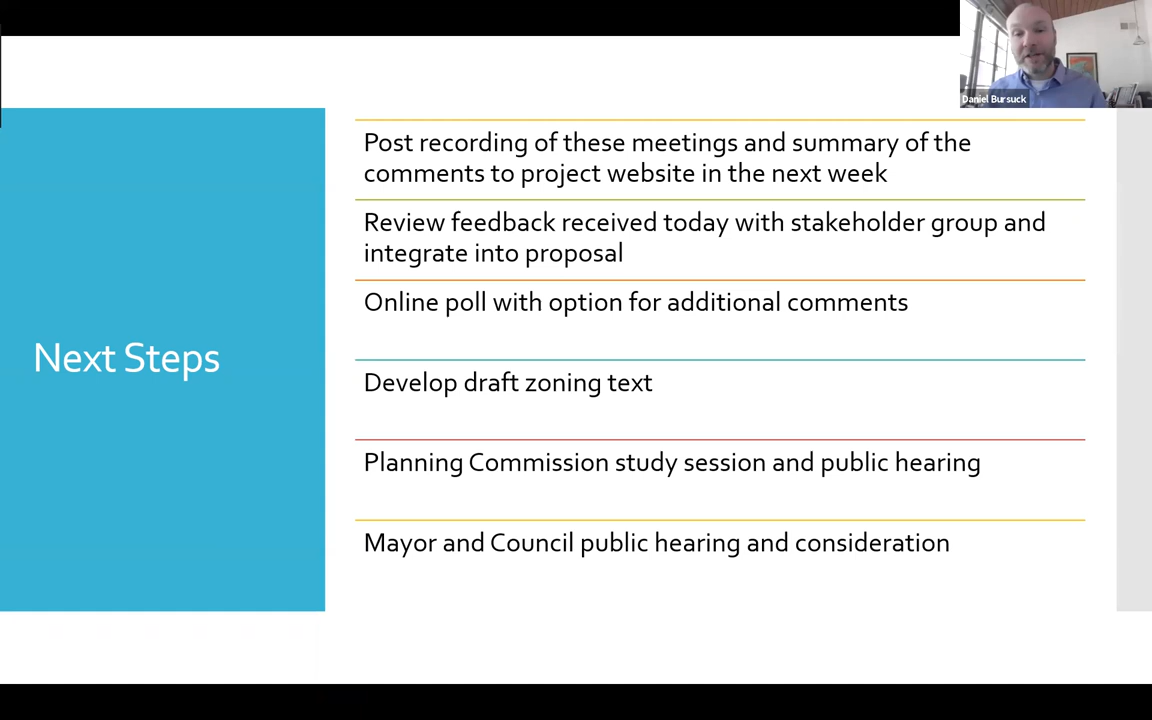 Daniel Bursuck
Next Steps
Post recording of these meetings and summary of the
comments to project website in the next week
Review feedback received today with stakeholder group and
integrate into proposal
Online poll with option for additional comments
Develop draft zoning text
Planning Commission study session and public hearing
Mayor and Council public hearing and consideration